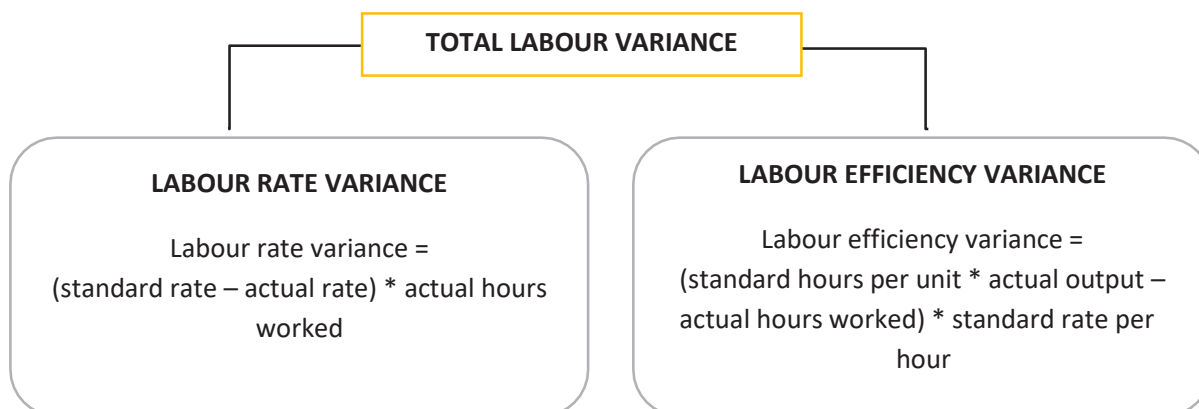 TOTAL LABOUR VARIANCE
LABOUR RATE VARIANCE
Labour rate variance =
(standard rate – actual rate) * actual hours
worked
LABOUR EFFICIENCY VARIANCE
Labour efficiency variance =
(standard hours per unit * actual output –
actual hours worked) * standard rate per
hour